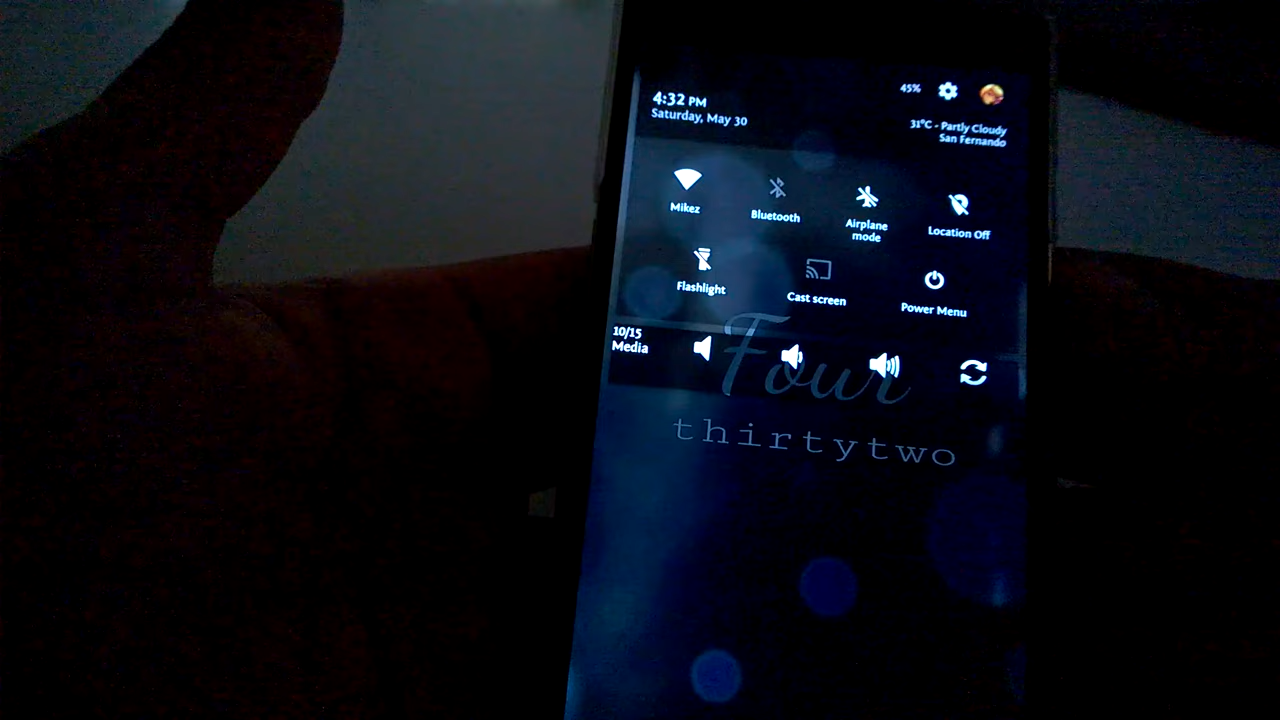 45%
4:32 PM
Saturday, May 30
31°C - Partly Cloudy
San Fernando
Mikez
Bluetooth
Airplane
mode
Location Off
Flashlight
Cast screen
Power Menu
10/15
Media
Four
thirtytwo